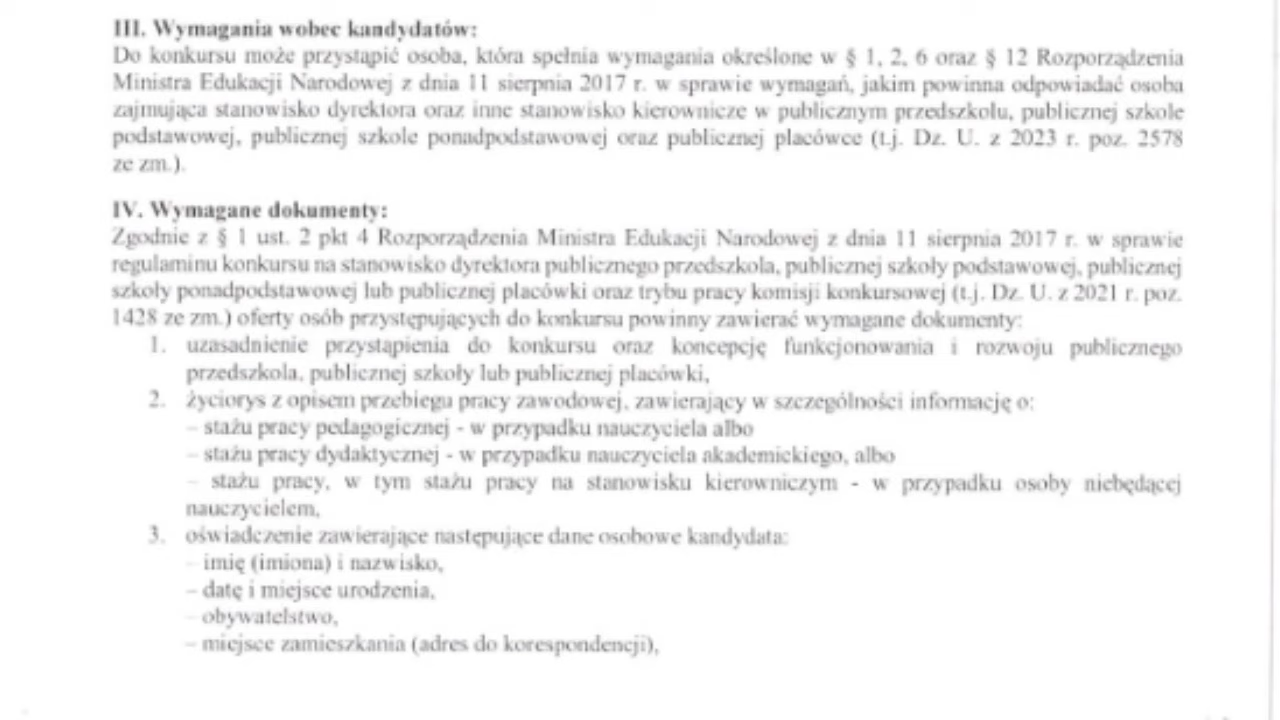 III. Wymagania wobec kandydatów:
Do konkursu może przystąpić osoba, która spełnia wymagania określone w § 1, 2, 6 oraz § 12 Rozporządzenia
Ministra Edukacji Narodowej z dnia 11 sierpnia 2017 r. w sprawie wymagań, jakim powinna odpowiadać osoba
zajmująca stanowisko dyrektora oraz inne stanowisko kierownicze w publicznym przedszkolu, publicznej szkole
podstawowej, publicznej szkole ponadpodstawowej oraz publicznej placówce (t.j. Dz. U. z 2023 r. poz. 2578
ze zm.).
IV. Wymagane dokumenty:
Zgodnie z § 1 ust. 2 pkt 4 Rozporządzenia Ministra Edukacji Narodowej z dnia 11 sierpnia 2017 r. w sprawie
regulaminu konkursu na stanowisko dyrektora publicznego przedszkola, publicznej szkoły podstawowej, publicznej
szkoły ponadpodstawowej lub publicznej placówki oraz trybu pracy komisji konkursowej (t.j. Dz. U. z 2021 r. poz.
1428 ze zm.) oferty osób przystępujących do konkursu powinny zawierać wymagane dokumenty:
1. uzasadnienie przystąpienia do konkursu oraz koncepcję funkcjonowania i rozwoju publicznego
przedszkola, publicznej szkoły lub publicznej placówki,
2. życiorys z opisem przebiegu pracy zawodowej, zawierający w szczególności informację o:
– stażu pracy pedagogicznej - w przypadku nauczyciela albo
– stażu pracy dydaktycznej - w przypadku nauczyciela akademickiego, albo
– stażu pracy, w tym stażu pracy na stanowisku kierowniczym - w przypadku osoby niebędącej
nauczycielem,
3. oświadczenie zawierające następujące dane osobowe kandydata:
– imię (imiona) i nazwisko,
– datę i miejsce urodzenia,
– obywatelstwo,
– miejsce zamieszkania (adres do korespondencji),